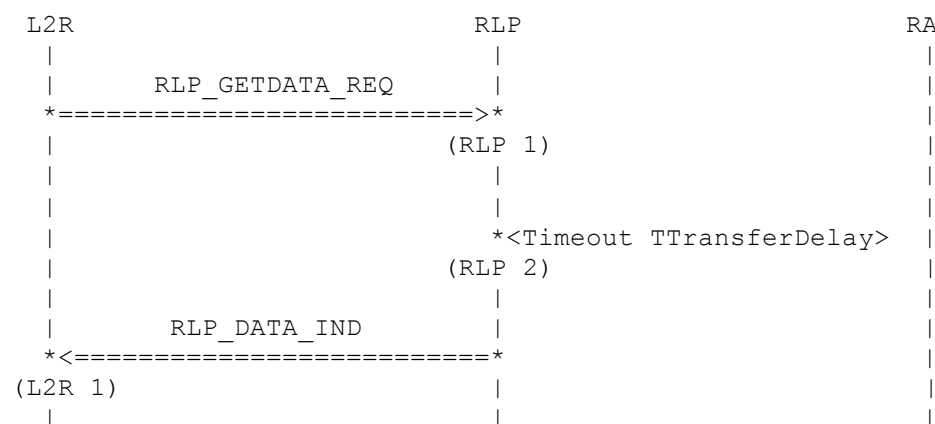 L2R RLP RA
RLP_GETDATA_REQ
*==========================>*
(RLP 1)
*<Timeout TTransferDelay>
(RLP 2)
RLP_DATA_IND
*<==========================*
(L2R 1)